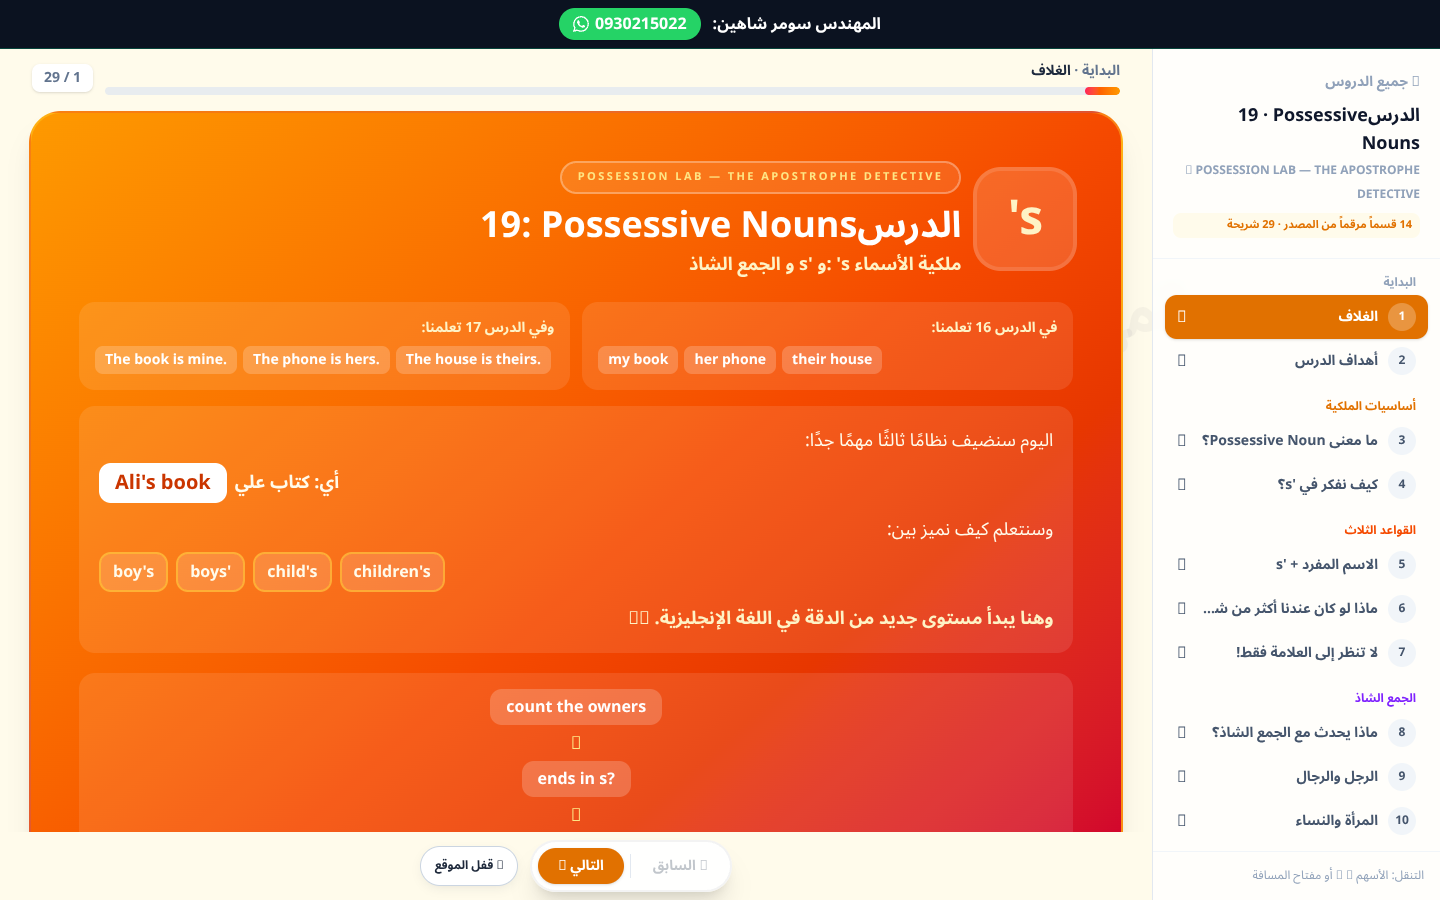 المهندس سومر شاهين: 0930215022
جميع الدروس
الدرس19 · Possessive
Nouns
POSSESSION LAB — THE APOSTROPHE
DETECTIVE
14 قسماً مرقماً من المصدر · 29 شريحة
البداية
1 الغلاف
2 أهداف الدرس
أساسيات الملكية
3 ما معنى Possessive Noun؟
4 كيف نفكر في 's؟
القواعد الثلاث
5 الاسم المفرد + 's
6 ماذا لو كان عندنا أكثر من شـ...
7 لا تنظر إلى العلامة فقط!
الجمع الشاذ
8 ماذا يحدث مع الجمع الشاذ؟
9 الرجل والرجال
10 المرأة والنساء
التنقل: الأسهم أو مفتاح المسافة
البداية · الغلاف
1 / 29
's
POSSESSION LAB — THE APOSTROPHE DETECTIVE
الدرس19: Possessive Nouns
ملكية الأسماء: 's و s' و الجمع الشاذ
في الدرس 16 تعلمنا:
my book her phone their house
وفي الدرس 17 تعلمنا:
The book is mine. The phone is hers. The house is theirs.
اليوم سنضيف نظامًا ثالثًا مهمًا جدًا:
Ali's book أي: كتاب علي
وسنتعلم كيف نميز بين:
boy's boys' child's children's
وهنا يبدأ مستوى جديد من الدقة في اللغة الإنجليزية.
count the owners
ends in s?
السابق
التالي
قفل الموقع